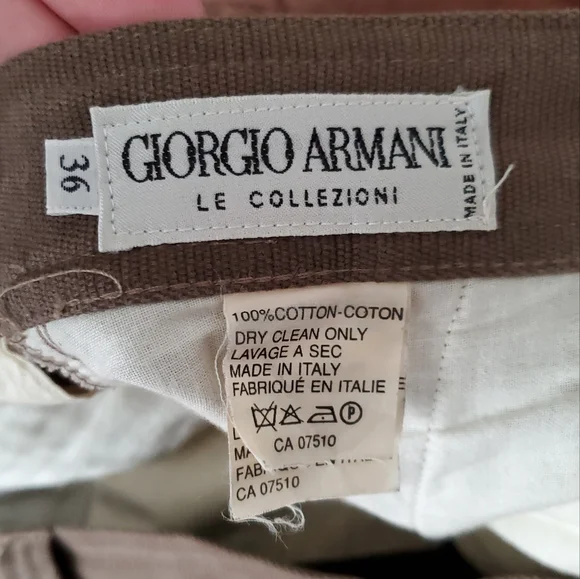 36
GIORGIO ARMANI
LE COLLEZIONI
MADE IN ITALY
100%COTTON-COTON
DRY CLEAN ONLY
LAVAGE A SEC
MADE IN ITALY
FABRIQUÉ EN ITALIE
P
CA 07510
CA 07510